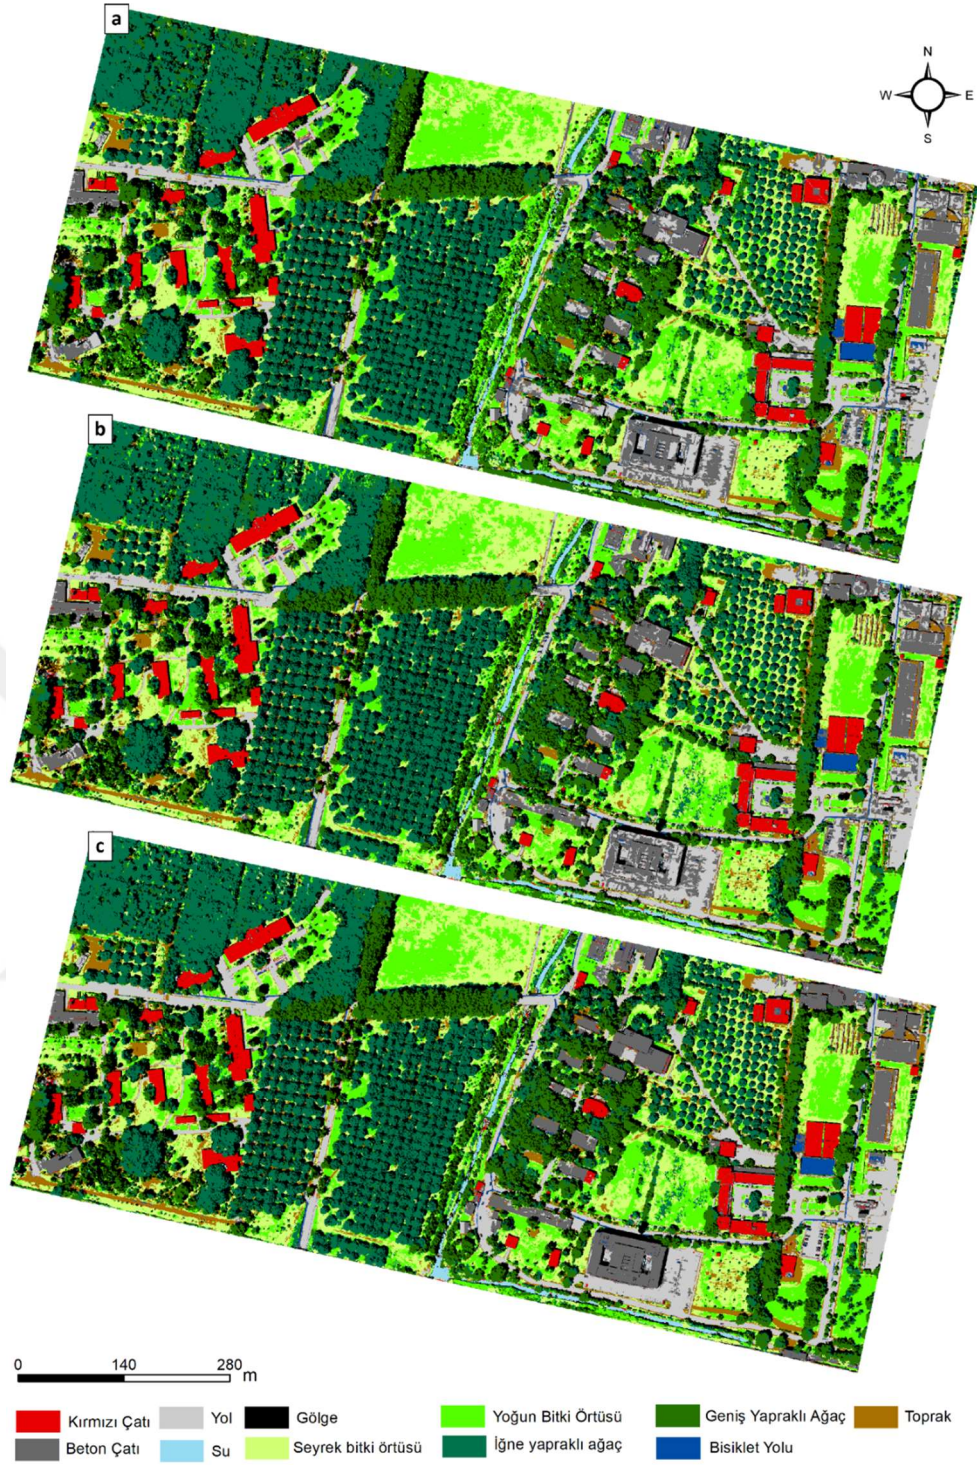 a
N
W E
S
b
c
0 140 280 m
Kırmızı Çatı Yol Gölge Yoğun Bitki Örtüsü Geniş Yapraklı Ağaç Toprak
Beton Çatı Su Seyrek bitki örtüsü İğne yapraklı ağaç Bisiklet Yolu